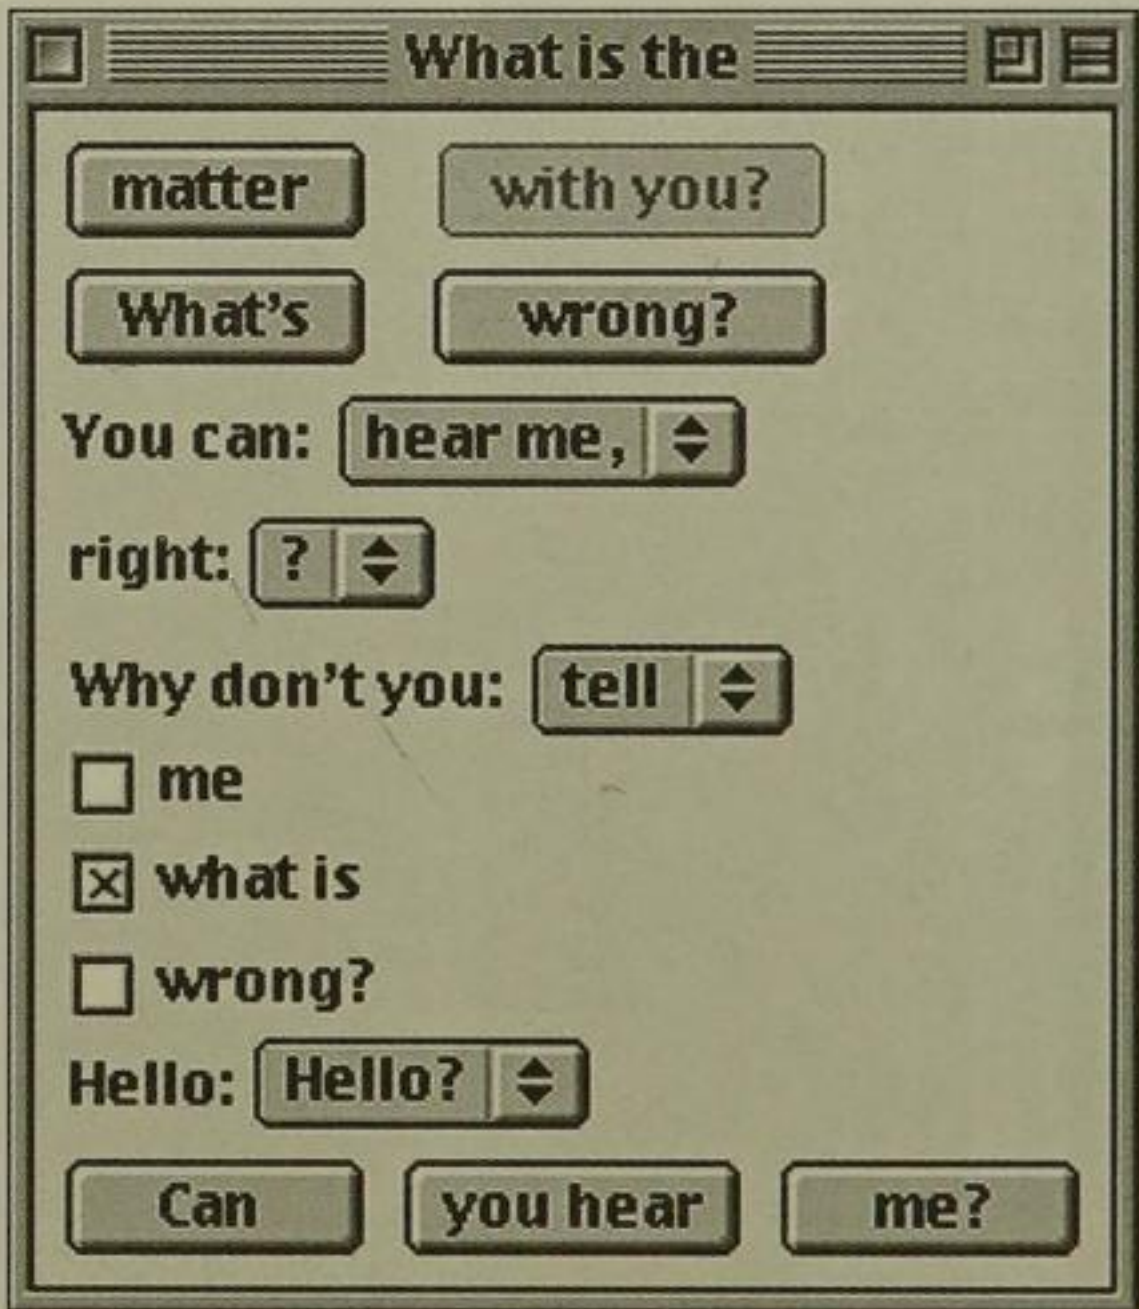 What is the
matter with you?
What's wrong?
You can: hear me,
right: ?
Why don't you: tell
me
what is
wrong?
Hello: Hello?
Can you hear me?